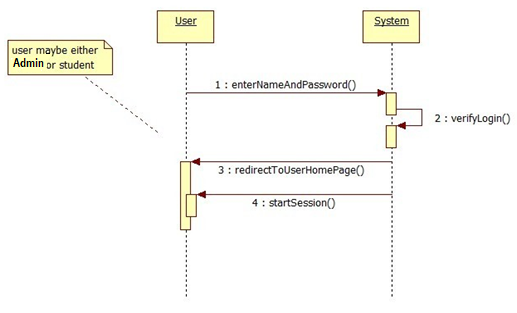 User
System
user maybe either
Admin or student
1 : enterNameAndPassword()
2 : verifyLogin()
3 : redirectToUserHomePage()
4 : startSession()